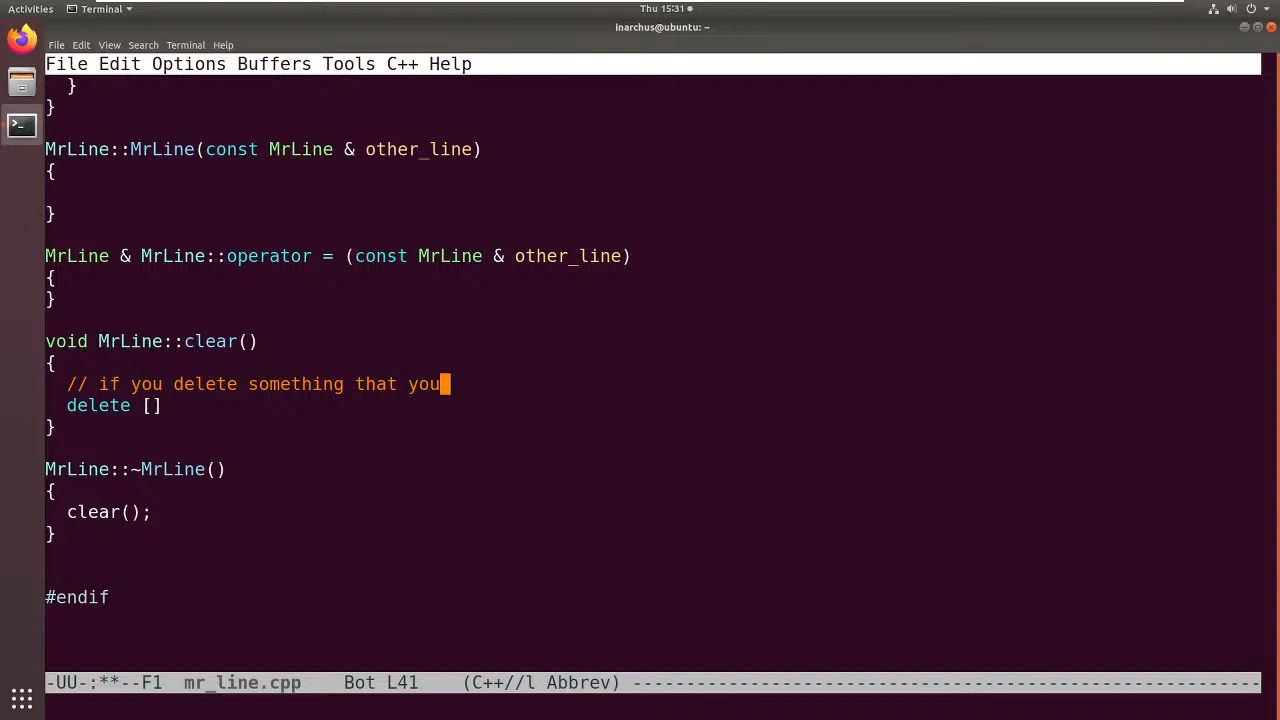 Activities Terminal Thu 15:31
inarchus@ubuntu: ~
File Edit View Search Terminal Help
File Edit Options Buffers Tools C++ Help
  }
}
MrLine::MrLine(const MrLine & other_line)
{
}
MrLine & MrLine::operator = (const MrLine & other_line)
{
}
void MrLine::clear()
{
  // if you delete something that you
  delete []
}
MrLine::~MrLine()
{
  clear();
}
#endif
-UU-:**--F1  mr_line.cpp    Bot L41    (C++//l Abbrev) -----------------------------------------------------------